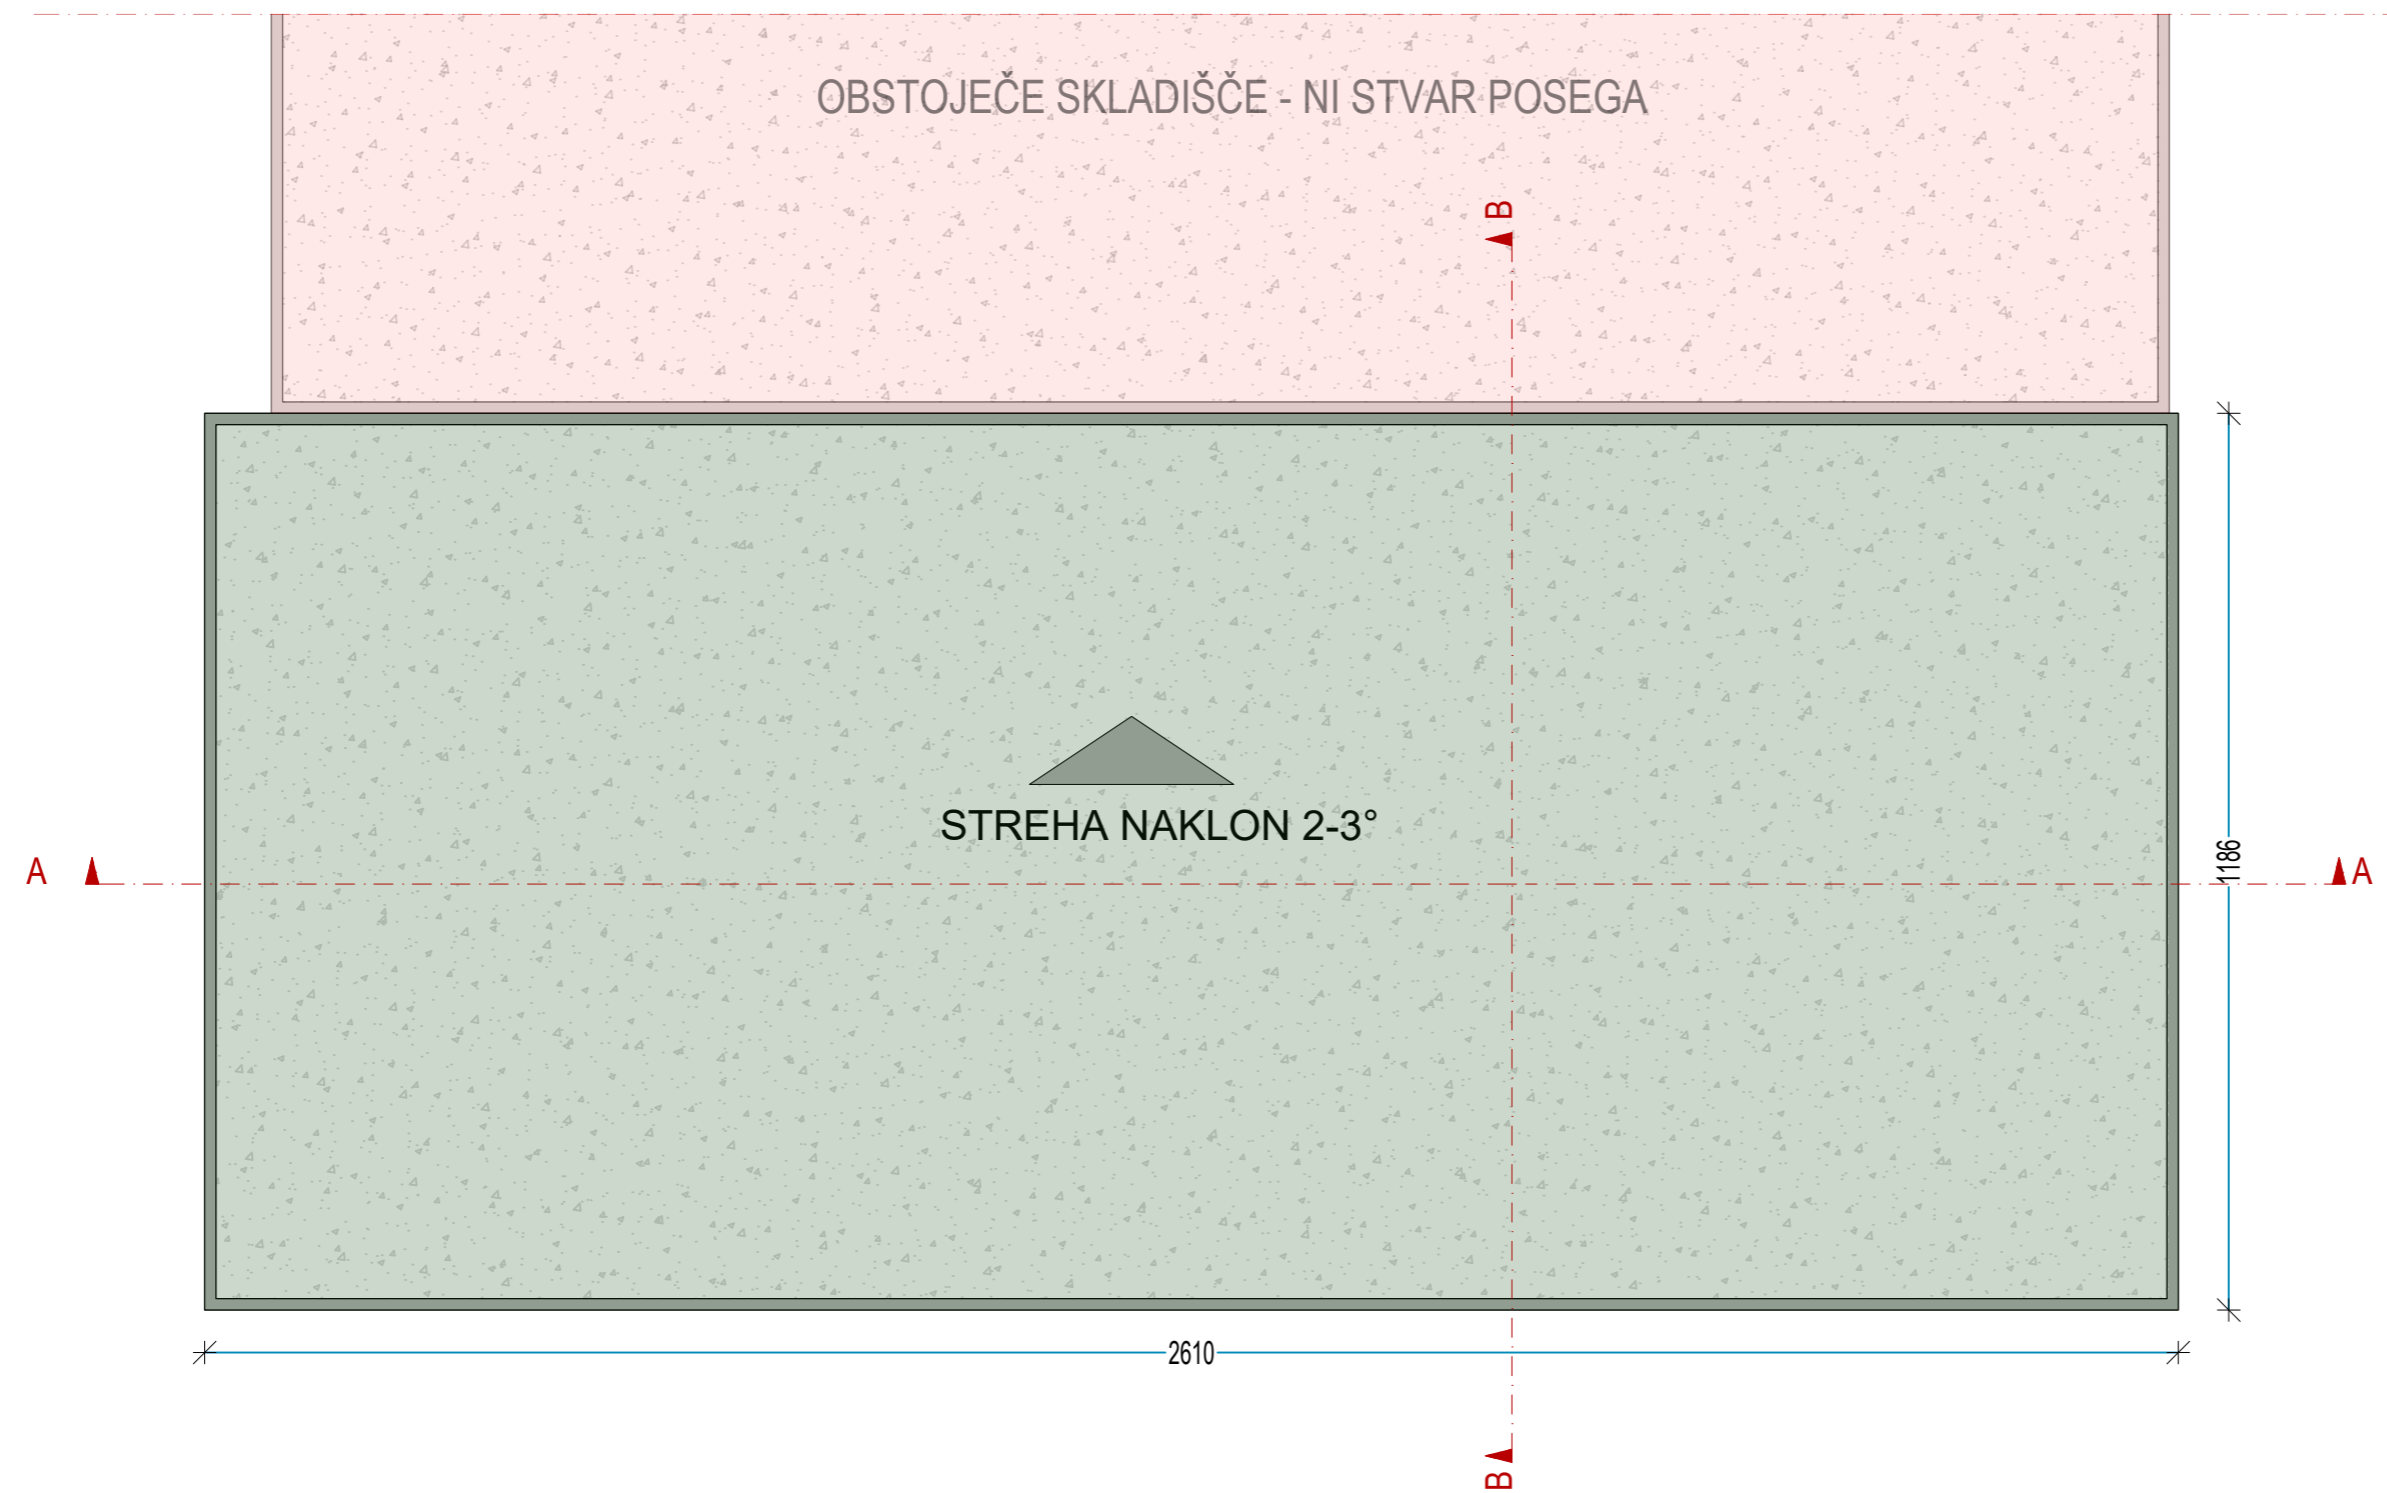 OBSTOJEČE SKLADIŠČE - NI STVAR POSEGA
B
STREHA NAKLON 2-3°
A
A
1186
2610
B